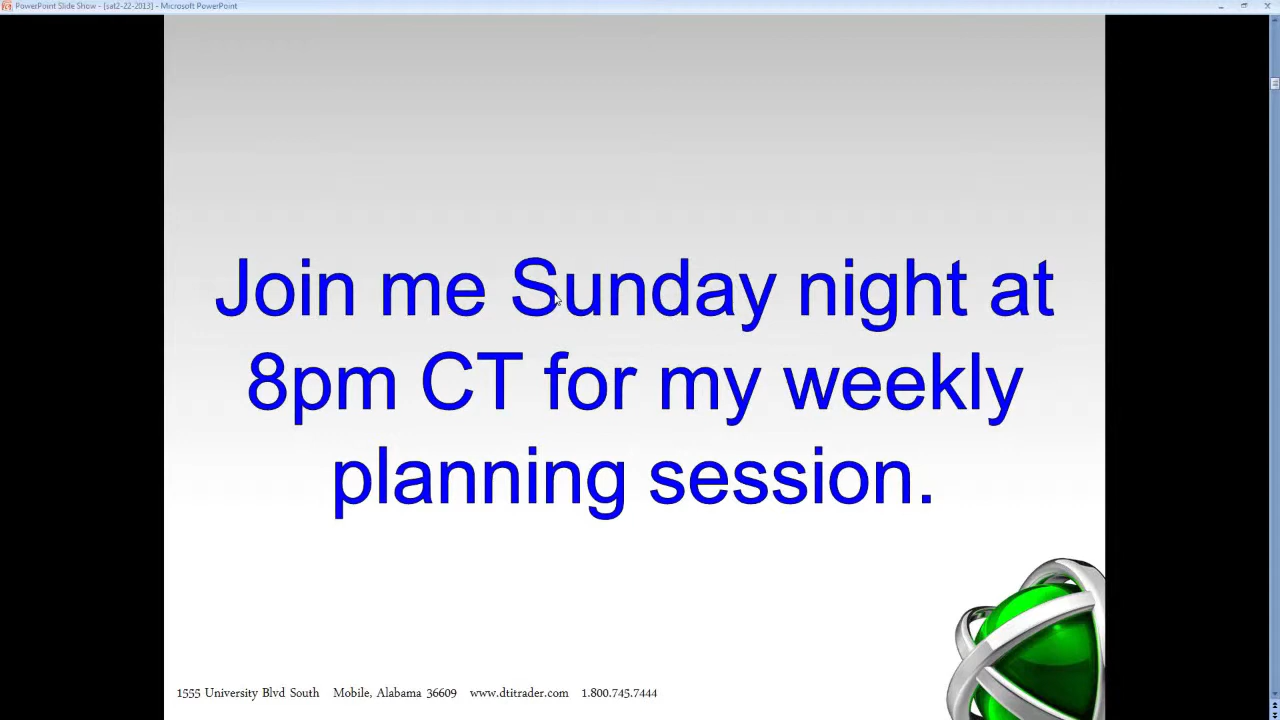 PowerPoint Slide Show - [sat2-22-2013] - Microsoft PowerPoint
Join me Sunday night at
8pm CT for my weekly
planning session.
1555 University Blvd South Mobile, Alabama 36609 www.dtitrader.com 1.800.745.7444